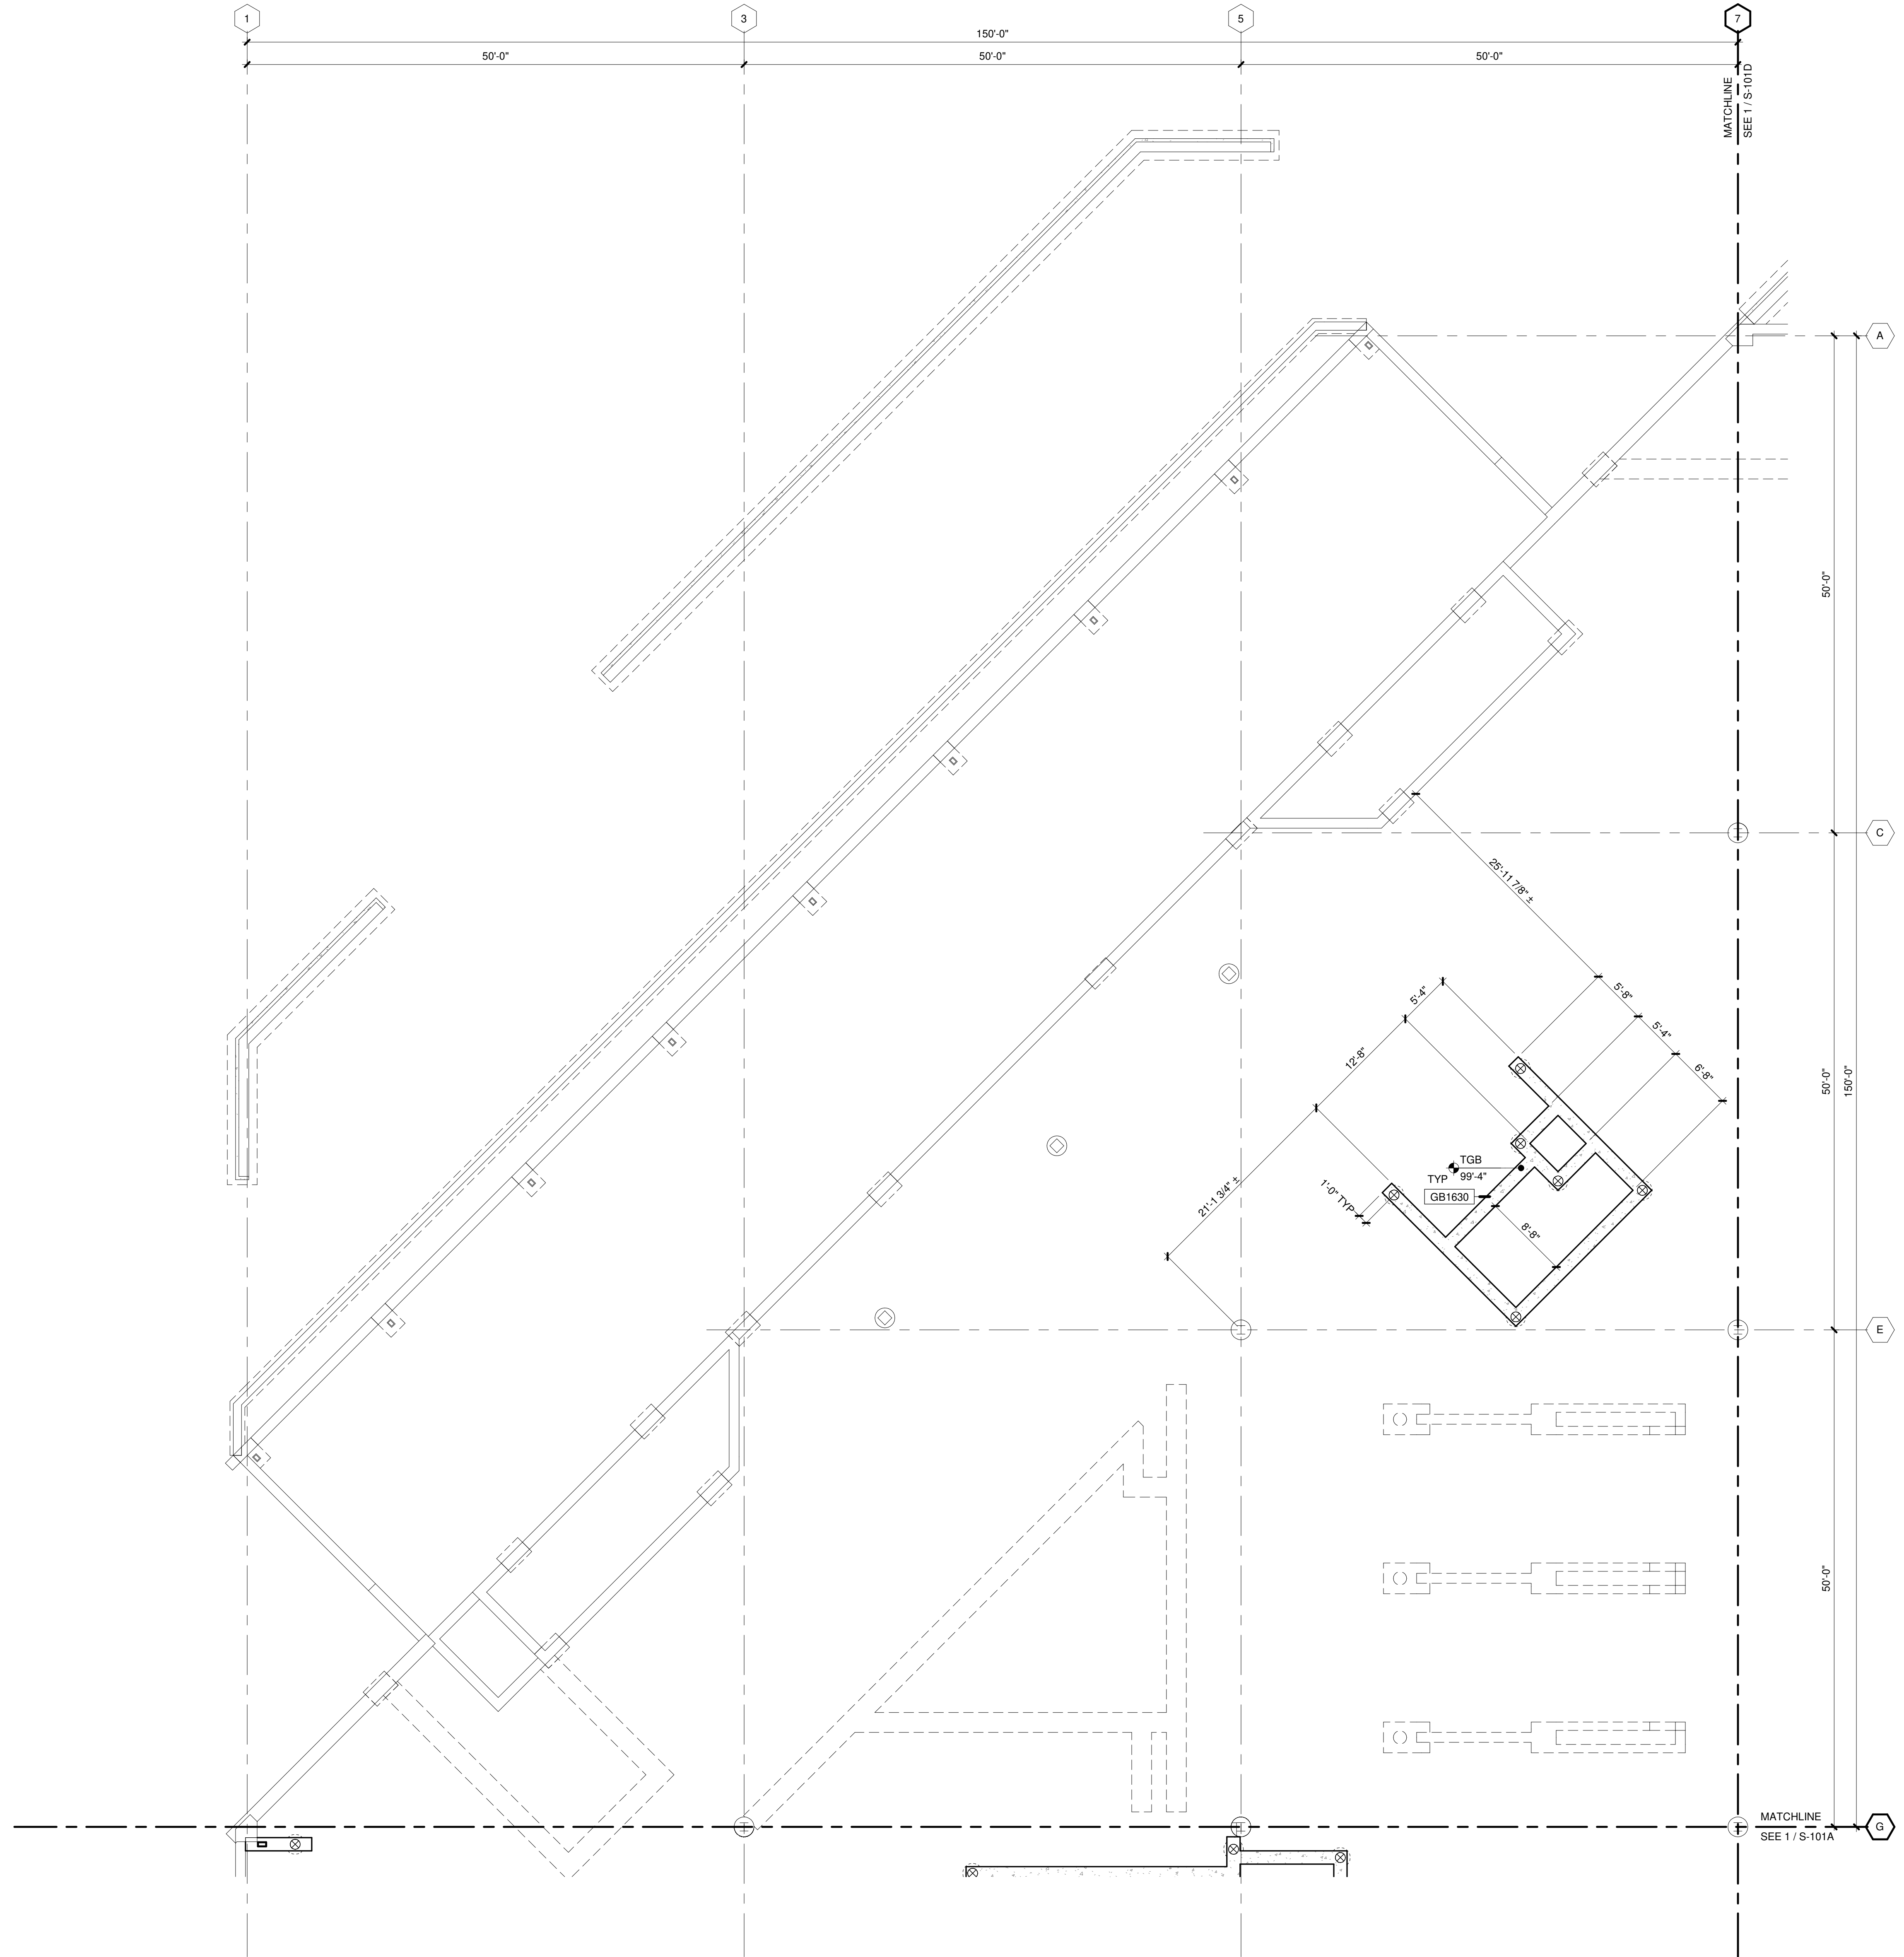 1
3
5
7
150'-0"
50'-0"
50'-0"
50'-0"
MATCHLINE
SEE 1 / S-101D
A
50'-0"
C
25'-11 7/8" ±
5'-8"
5'-4"
6'-8"
5'-4"
12'-8"
21'-1 3/4" ±
50'-0"
150'-0"
TGB
99'-4"
TYP
GB1630
1'-0" TYP
8'-8"
E
50'-0"
MATCHLINE
SEE 1 / S-101A
G